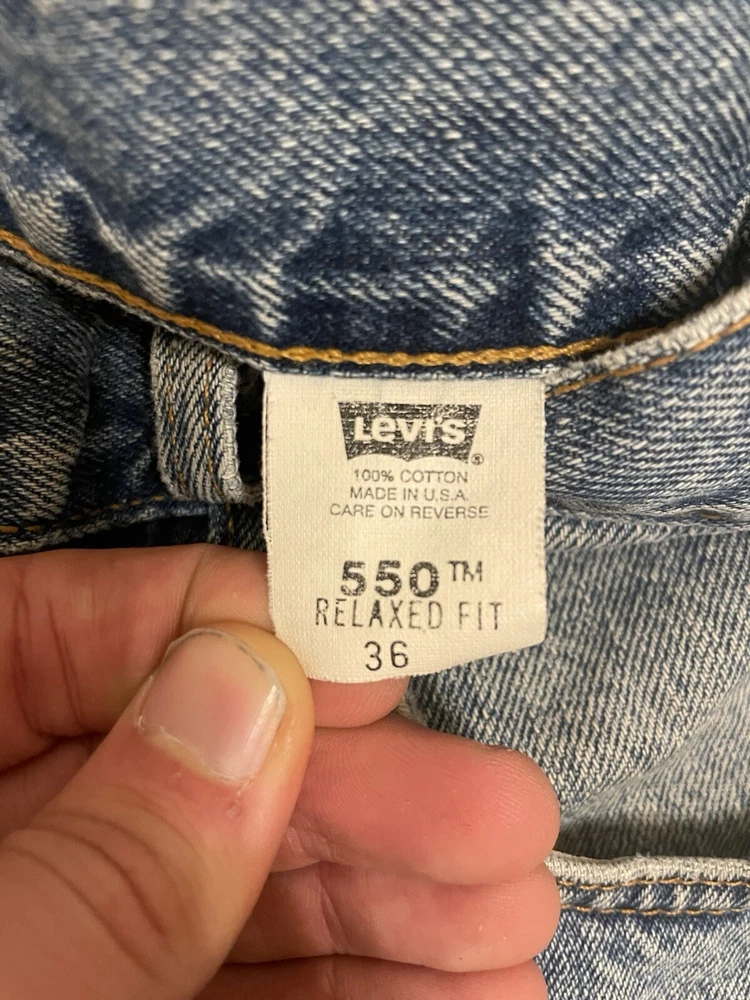 Levi's®
100% COTTON
MADE IN U.S.A.
CARE ON REVERSE
550™
RELAXED FIT
36